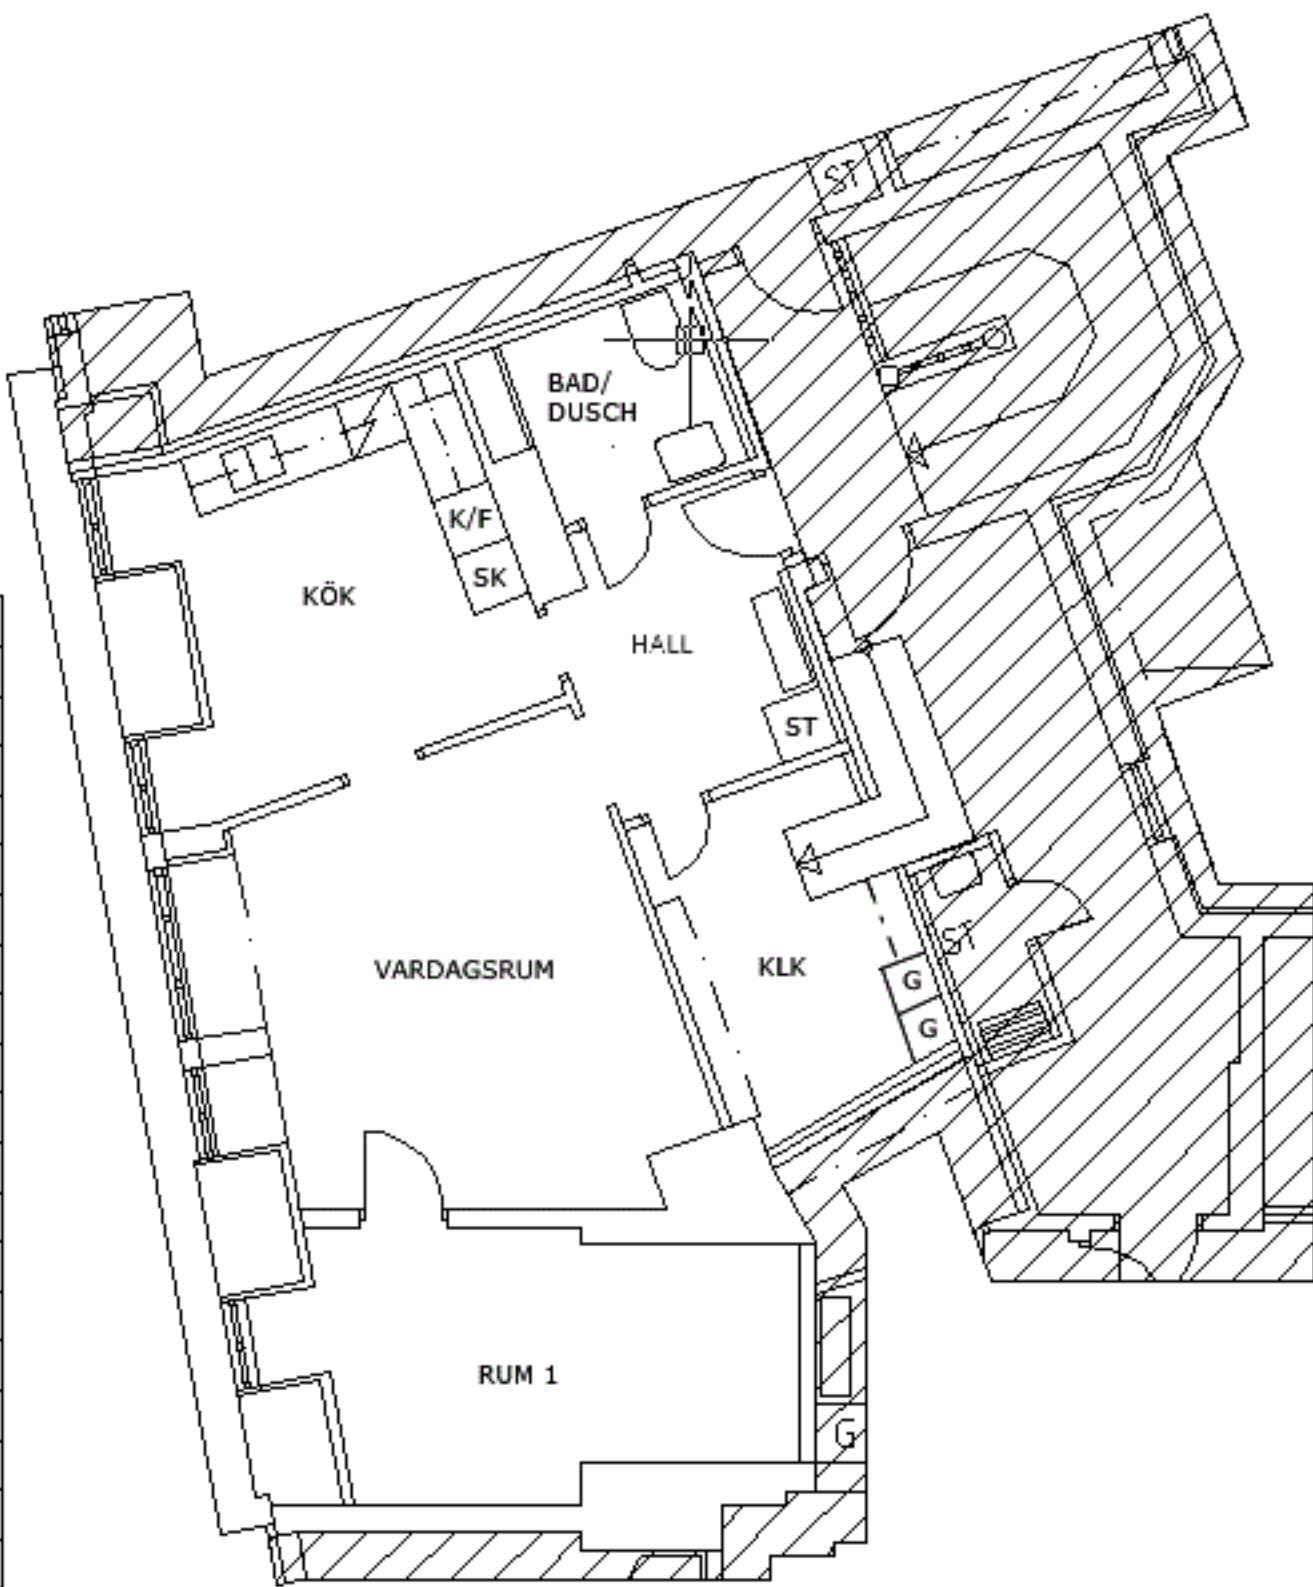 ST
BAD/
DUSCH
K/F
SK
KÖK
HALL
ST
ST
VARDAGSRUM
KLK
G
G
RUM 1
G